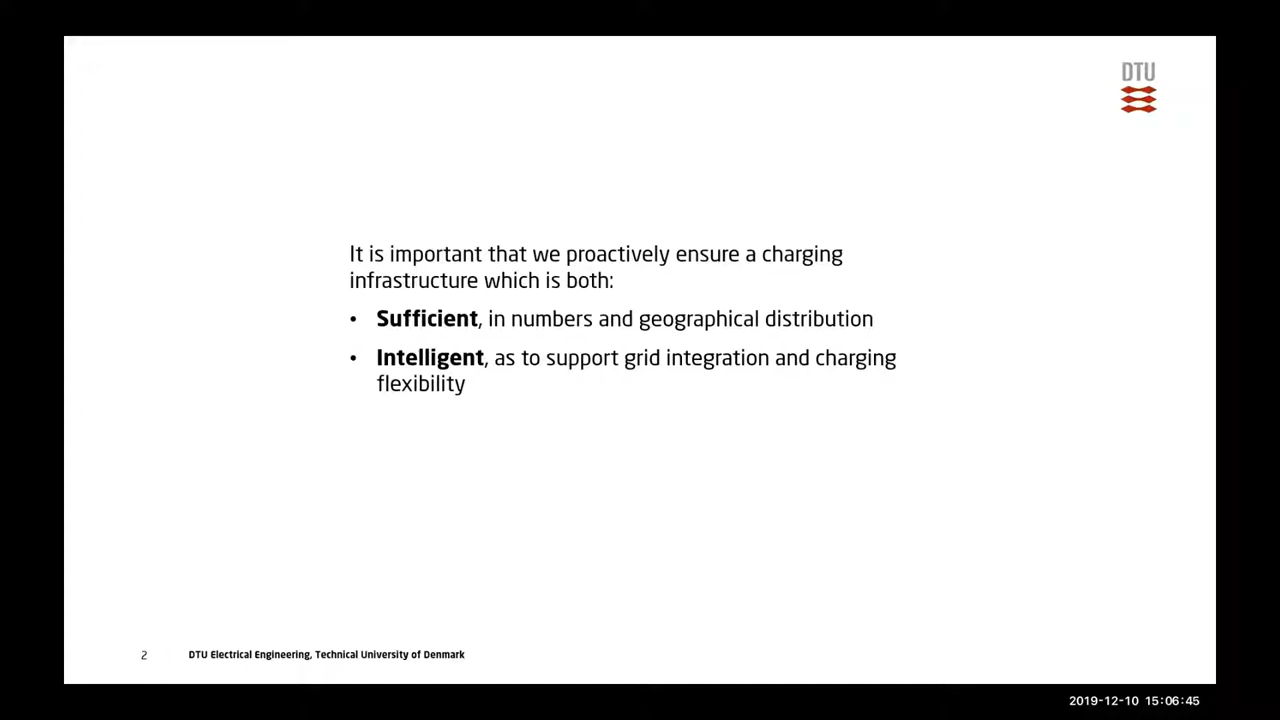 DTU
It is important that we proactively ensure a charging
infrastructure which is both:
• Sufficient, in numbers and geographical distribution
• Intelligent, as to support grid integration and charging
flexibility
2 DTU Electrical Engineering, Technical University of Denmark
2019-12-10 15:06:45